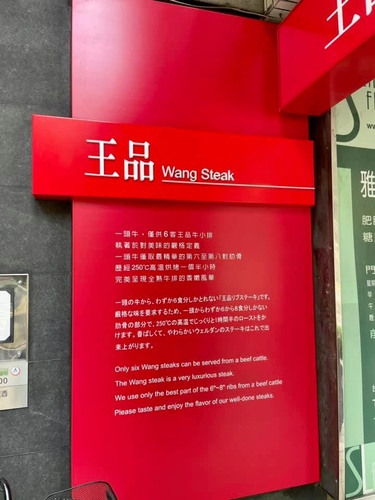 王品 Wang Steak
一頭牛，僅供6客王品牛小排
執著於對美味的嚴格定義
一頭牛僅取最精華的第六至第八對肋骨
歷經250℃高溫烘烤一個半小時
完美呈現全熟牛排的香嫩風華
一頭の牛から、わずか6食分しかとれない「王品リブステーキ」です。
厳格な味を要求するため、一頭からわずか6から8食分しかない
肋骨の部分で、250℃の高温でじっくりと1時間半のローストをか
けます。香ばしくて、やわらかいウェルダンのステーキはこれで出
来上がります。
Only six Wang steaks can be served from a beef cattle.
The Wang steak is a very luxurious steak.
We use only the best part of the 6th~8th ribs from a beef cattle
Please taste and enjoy the flavor of our well-done steaks.
王
雅
肥
糖
門